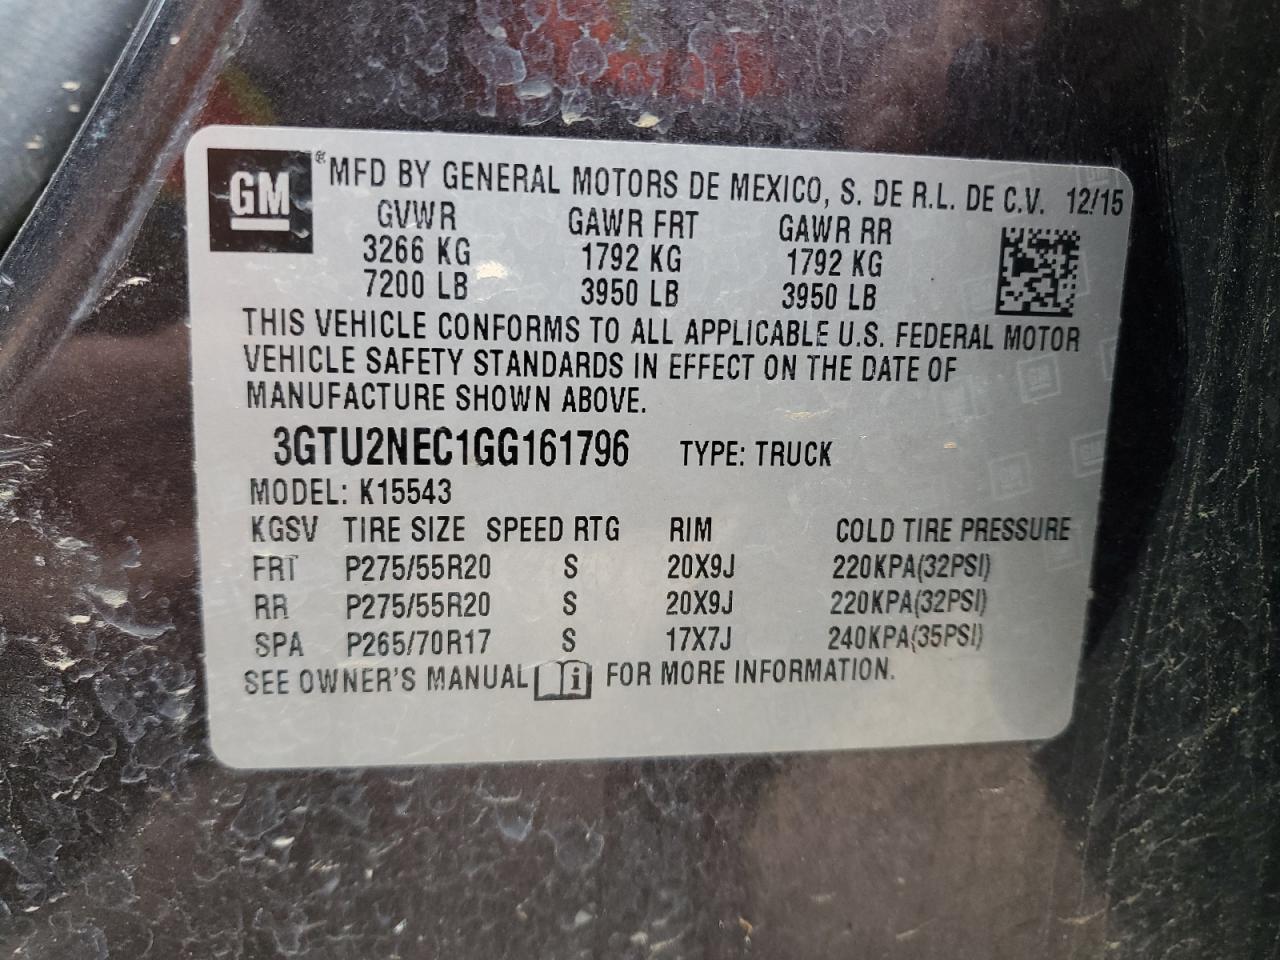 GM ® MFD BY GENERAL MOTORS DE MEXICO, S. DE R.L. DE C.V. 12/15
GVWR GAWR FRT GAWR RR
3266 KG 1792 KG 1792 KG
7200 LB 3950 LB 3950 LB
THIS VEHICLE CONFORMS TO ALL APPLICABLE U.S. FEDERAL MOTOR
VEHICLE SAFETY STANDARDS IN EFFECT ON THE DATE OF
MANUFACTURE SHOWN ABOVE.
3GTU2NEC1GG161796 TYPE: TRUCK
MODEL: K15543
KGSV TIRE SIZE SPEED RTG RIM COLD TIRE PRESSURE
FRT P275/55R20 S 20X9J 220KPA(32PSI)
RR P275/55R20 S 20X9J 220KPA(32PSI)
SPA P265/70R17 S 17X7J 240KPA(35PSI)
SEE OWNER'S MANUAL i FOR MORE INFORMATION.